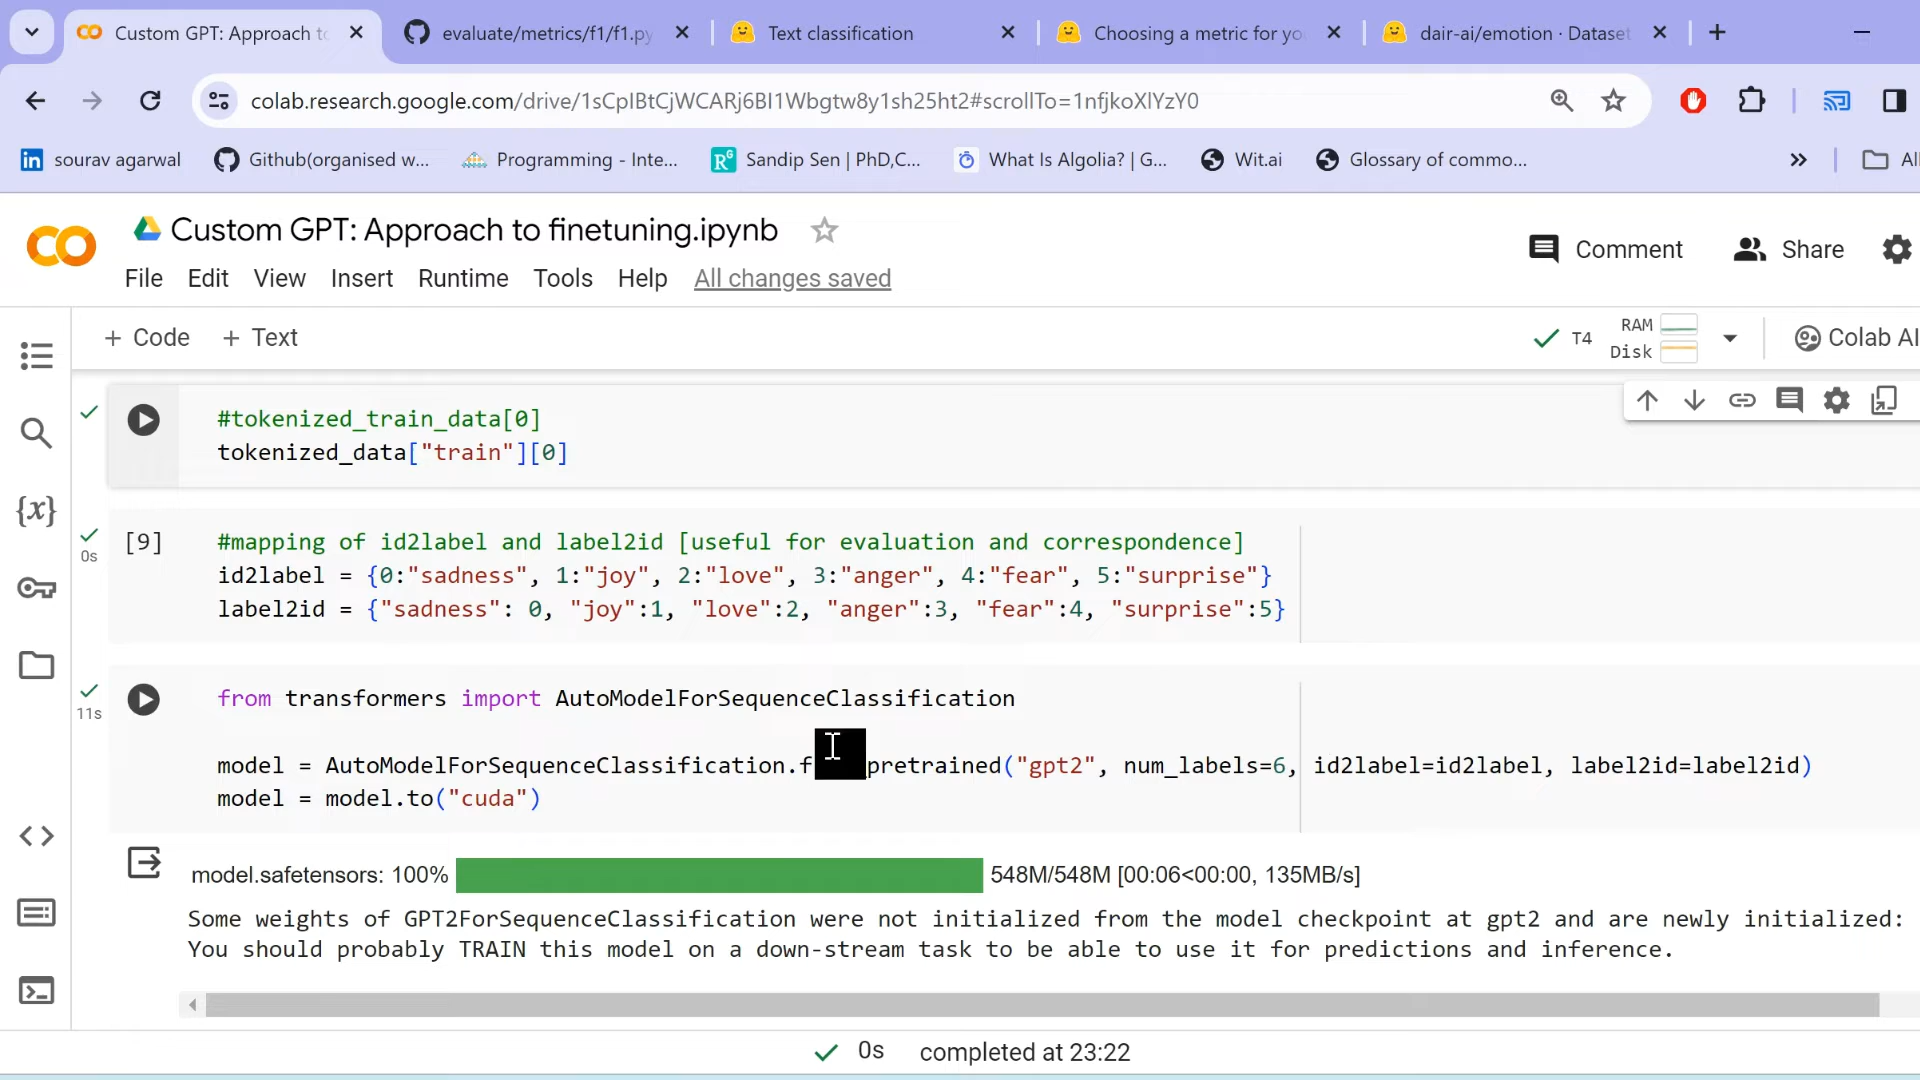 Custom GPT: Approach to
evaluate/metrics/f1/f1.py
Text classification
Choosing a metric for yo
dair-ai/emotion · Dataset
colab.research.google.com/drive/1sCpIBtCjWCARj6BI1Wbgtw8y1sh25ht2#scrollTo=1nfjkoXlYzY0
in sourav agarwal
Github(organised w...
Programming - Inte...
RG Sandip Sen | PhD,C...
What Is Algolia? | G...
Wit.ai
Glossary of commo...
»
All
CO
Custom GPT: Approach to finetuning.ipynb
Comment
Share
File Edit View Insert Runtime Tools Help All changes saved
+ Code + Text
T4
RAM
Disk
Colab AI
#tokenized_train_data[0]
tokenized_data["train"][0]
{x}
0s
[9]
#mapping of id2label and label2id [useful for evaluation and correspondence]
id2label = {0:"sadness", 1:"joy", 2:"love", 3:"anger", 4:"fear", 5:"surprise"}
label2id = {"sadness": 0, "joy":1, "love":2, "anger":3, "fear":4, "surprise":5}
11s
from transformers import AutoModelForSequenceClassification
model = AutoModelForSequenceClassification.f pretrained("gpt2", num_labels=6, id2label=id2label, label2id=label2id)
model = model.to("cuda")
model.safetensors: 100% 548M/548M [00:06<00:00, 135MB/s]
Some weights of GPT2ForSequenceClassification were not initialized from the model checkpoint at gpt2 and are newly initialized:
You should probably TRAIN this model on a down-stream task to be able to use it for predictions and inference.
0s completed at 23:22